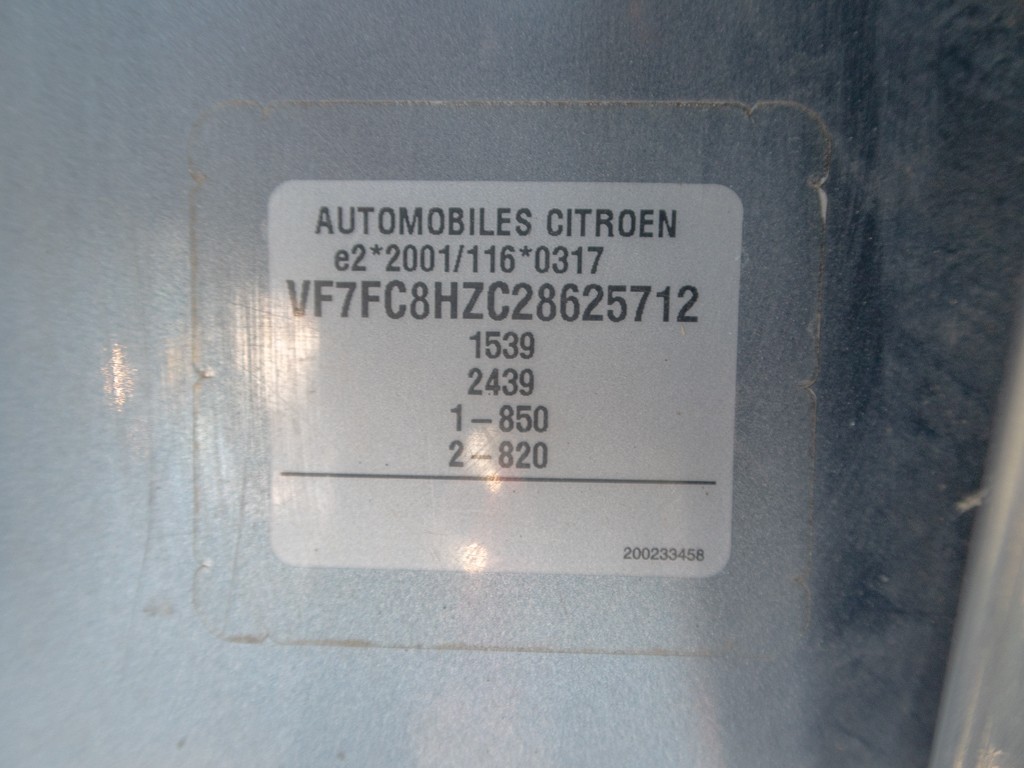 AUTOMOBILES CITROEN
e2*2001/116*0317
VF7FC8HZC28625712
1539
2439
1-850
2-820
200233458